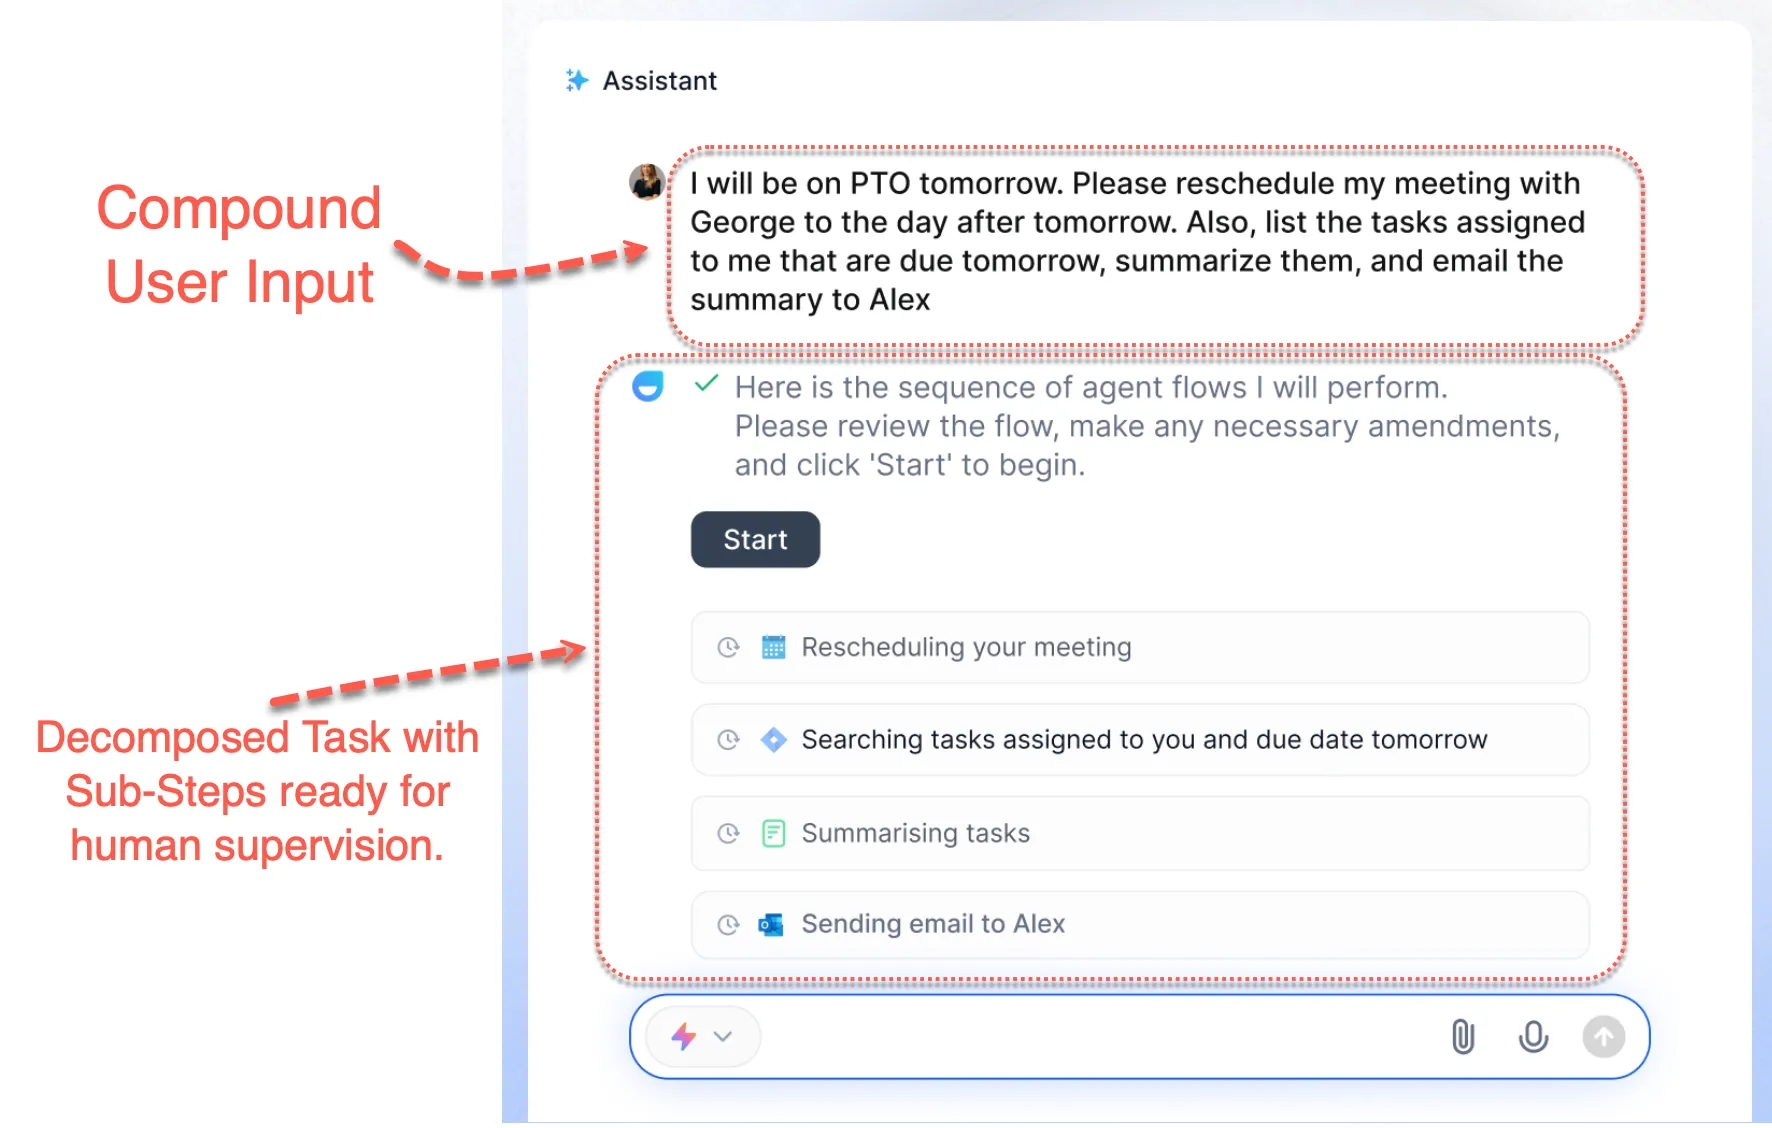 Assistant
Compound
User Input
I will be on PTO tomorrow. Please reschedule my meeting with
George to the day after tomorrow. Also, list the tasks assigned
to me that are due tomorrow, summarize them, and email the
summary to Alex
Here is the sequence of agent flows I will perform.
Please review the flow, make any necessary amendments,
and click 'Start' to begin.
Start
Decomposed Task with
Sub-Steps ready for
human supervision.
Rescheduling your meeting
Searching tasks assigned to you and due date tomorrow
Summarising tasks
Sending email to Alex